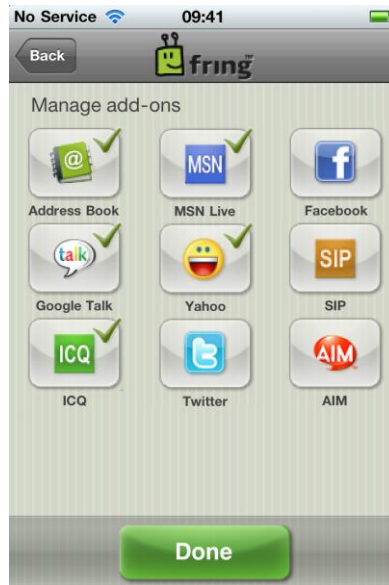 No Service 09:41
Back fring™
Manage add-ons
@ MSN f
Address Book MSN Live Facebook
talk SIP
Google Talk Yahoo SIP
ICQ t AIM
ICQ Twitter AIM
Done